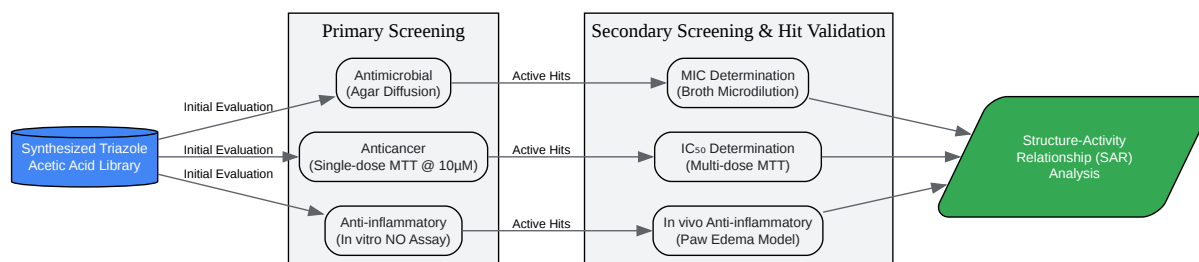 Primary Screening
Secondary Screening & Hit Validation
Synthesized Triazole
Acetic Acid Library
Initial Evaluation
Initial Evaluation
Initial Evaluation
Antimicrobial
(Agar Diffusion)
Anticancer
(Single-dose MTT @ 10µM)
Anti-inflammatory
(In vitro NO Assay)
Active Hits
Active Hits
Active Hits
MIC Determination
(Broth Microdilution)
IC₅₀ Determination
(Multi-dose MTT)
In vivo Anti-inflammatory
(Paw Edema Model)
Structure-Activity
Relationship (SAR)
Analysis